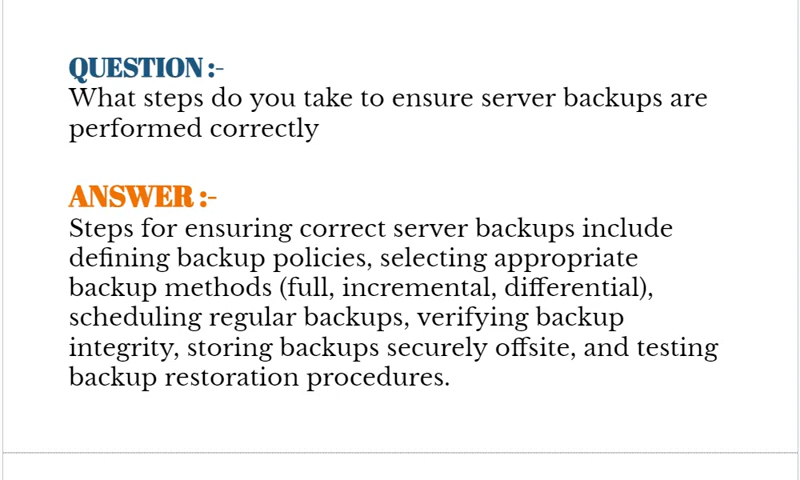 QUESTION :-
What steps do you take to ensure server backups are
performed correctly
ANSWER :-
Steps for ensuring correct server backups include
defining backup policies, selecting appropriate
backup methods (full, incremental, differential),
scheduling regular backups, verifying backup
integrity, storing backups securely offsite, and testing
backup restoration procedures.